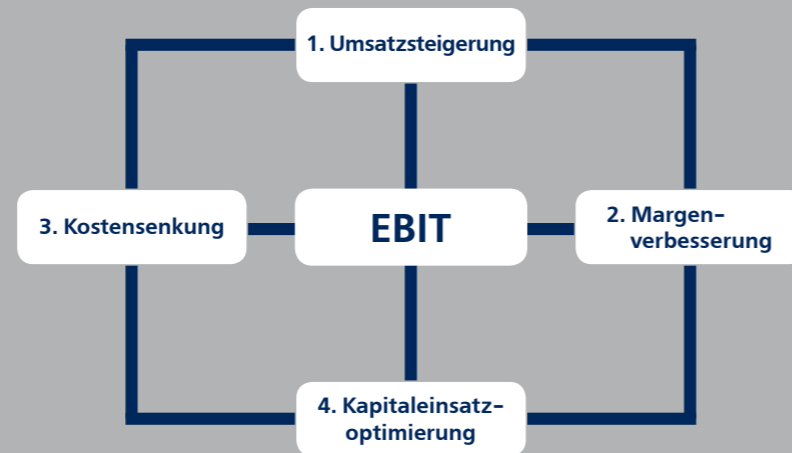 1. Umsatzsteigerung
3. Kostensenkung
EBIT
2. Margen-
verbesserung
4. Kapitaleinsatz-
optimierung